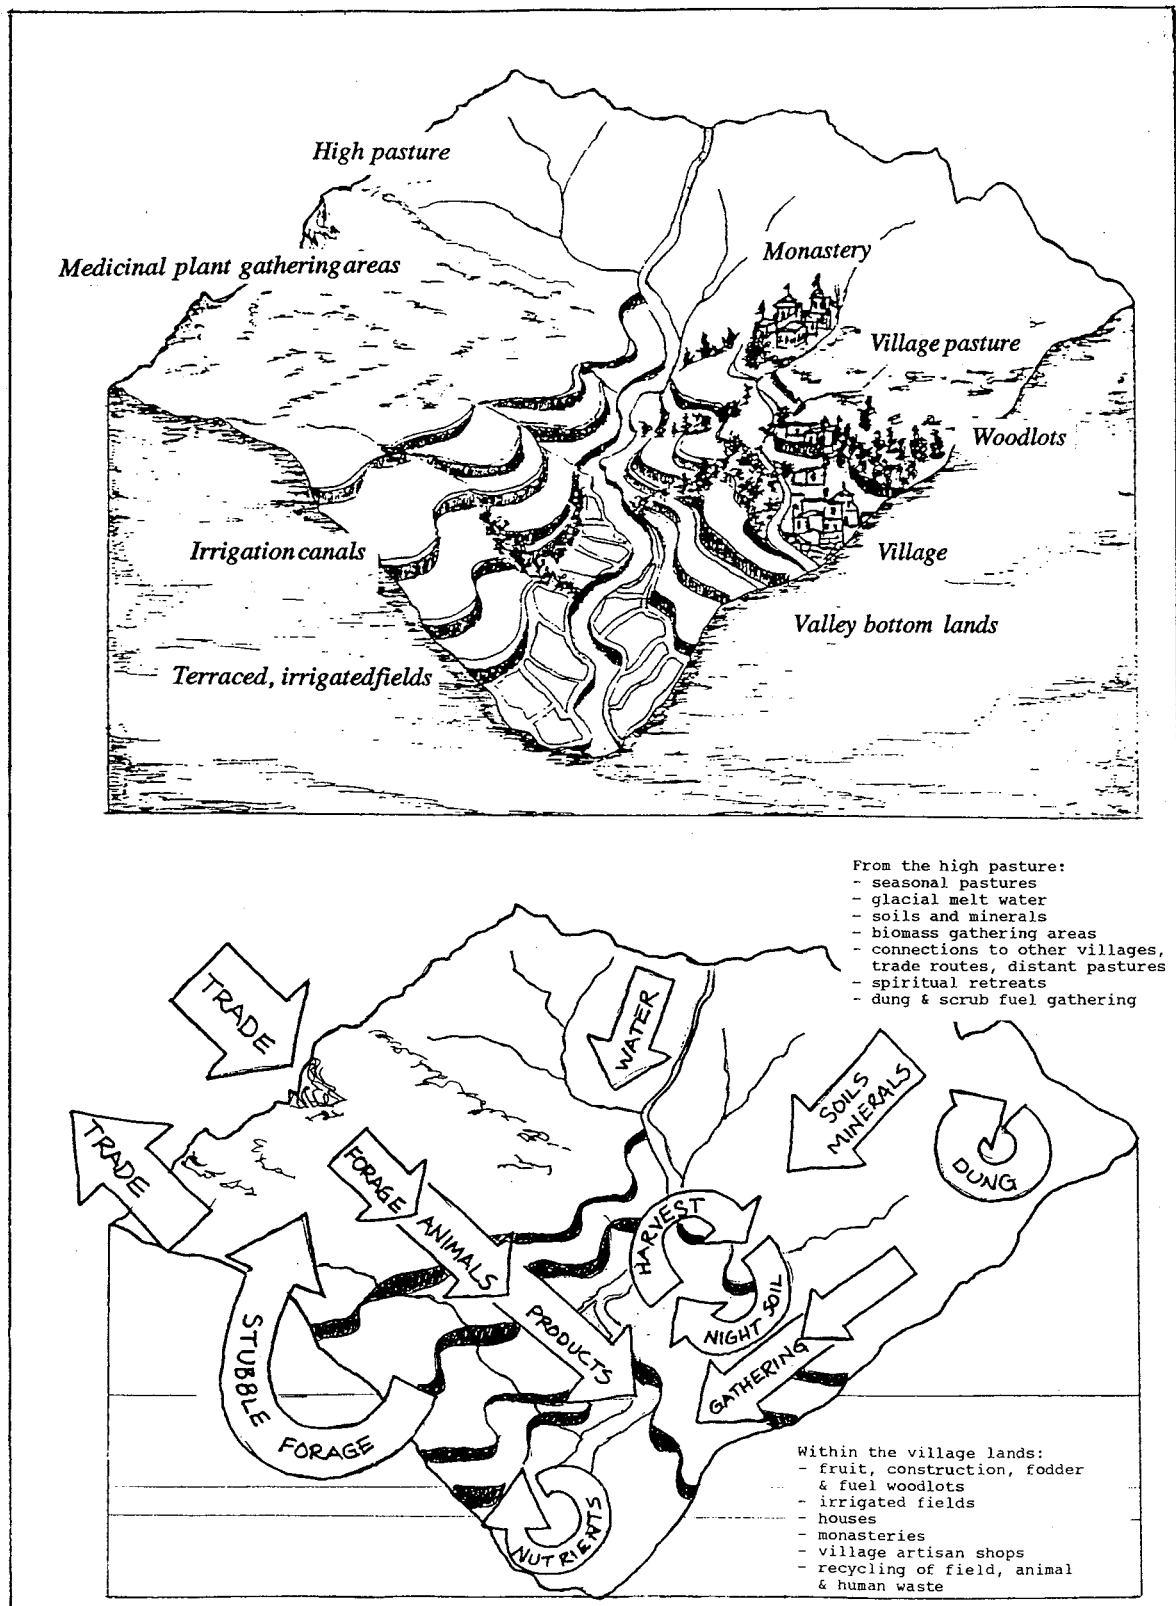 High pasture
Medicinal plant gathering areas
Monastery
Village pasture
Woodlots
Irrigation canals
Village
Valley bottom lands
Terraced, irrigated fields
From the high pasture:
- seasonal pastures
- glacial melt water
- soils and minerals
- biomass gathering areas
- connections to other villages,
trade routes, distant pastures
- spiritual retreats
- dung & scrub fuel gathering
TRADE
WATER
SOILS
MINERALS
TRADE
FORAGE
DUNG
ANIMALS
HARVEST
PRODUCTS
NIGHT SOIL
GATHERING
STUBBLE
FORAGE
NUTRIENTS
Within the village lands:
- fruit, construction, fodder
& fuel woodlots
- irrigated fields
- houses
- monasteries
- village artisan shops
- recycling of field, animal
& human waste